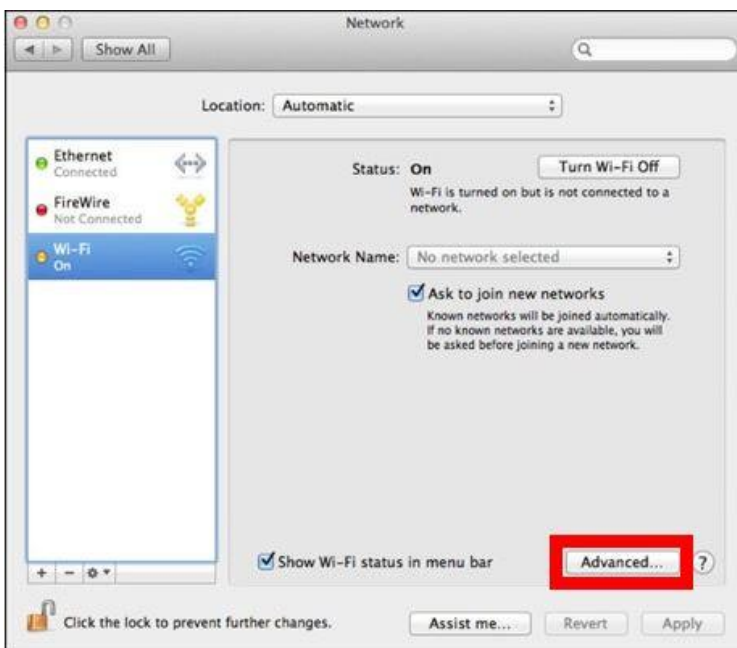 Network
Show All
Location: Automatic
Ethernet
Connected
FireWire
Not Connected
Wi-Fi
On
Status: On
Turn Wi-Fi Off
Wi-Fi is turned on but is not connected to a
network.
Network Name: No network selected
Ask to join new networks
Known networks will be joined automatically.
If no known networks are available, you will
be asked before joining a new network.
Show Wi-Fi status in menu bar
Advanced...
?
Click the lock to prevent further changes.
Assist me...
Revert
Apply